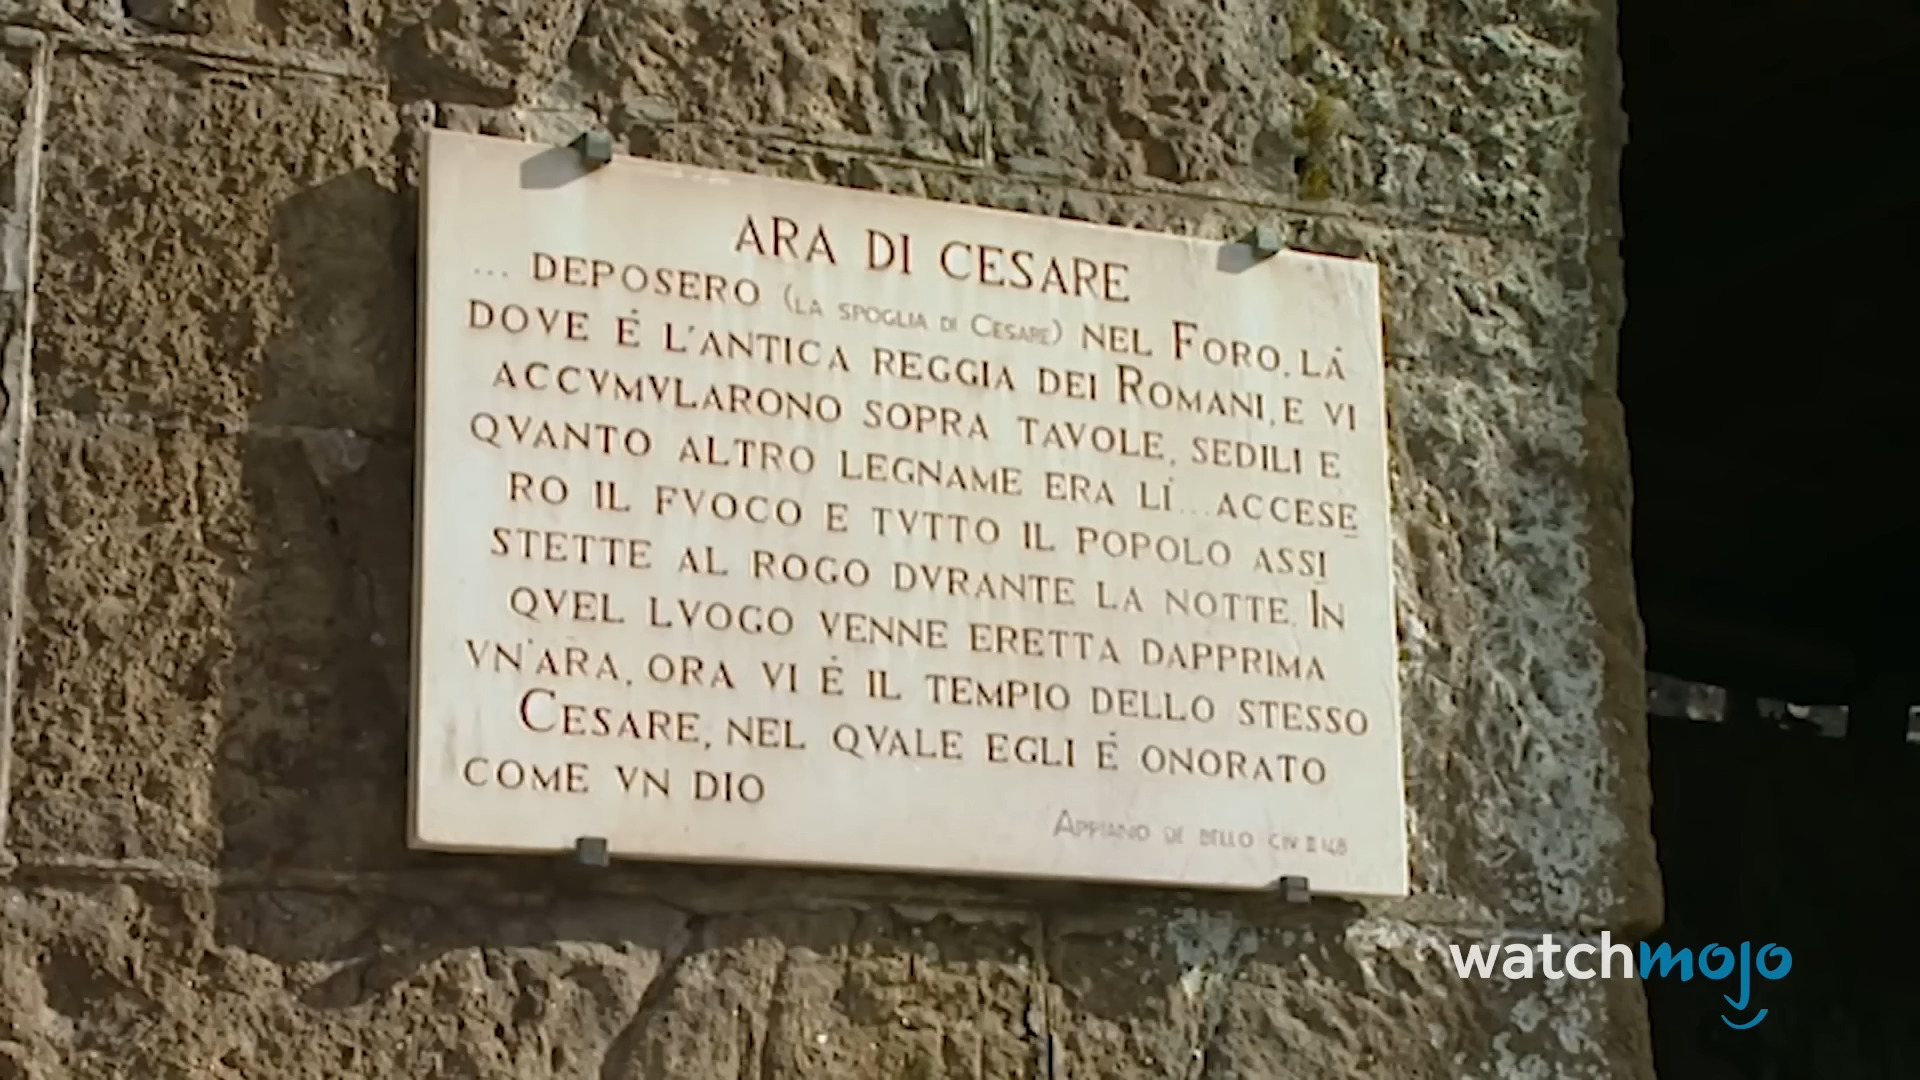 ARA DI CESARE
... DEPOSERO (LA SPOGLIA DI CESARE) NEL FORO, LÁ
DOVE É L'ANTICA REGGIA DEI ROMANI, E VI
ACCVMVLARONO SOPRA TAVOLE, SEDILI E
QVANTO ALTRO LEGNAME ERA LÍ... ACCESE
RO IL FVOCO E TVTTO IL POPOLO ASSI
STETTE AL ROGO DVRANTE LA NOTTE. IN
QVEL LVOGO VENNE ERETTA DAPPRIMA
VN'ARA, ORA VI É IL TEMPIO DELLO STESSO
CESARE, NEL QVALE EGLI É ONORATO
COME VN DIO
APPIANO DE BELLO CIV II 148
watchmojo